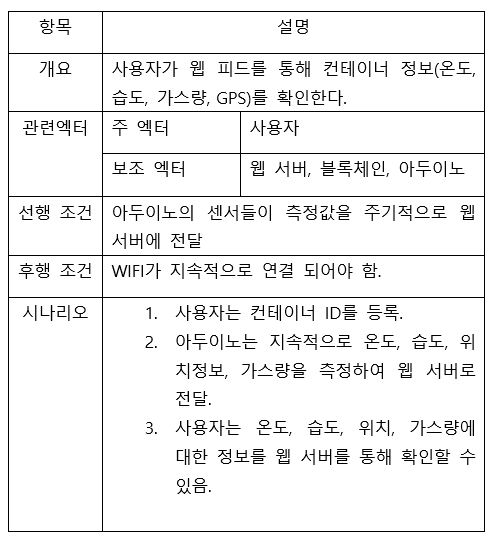 항목 설명
개요 사용자가 웹 피드를 통해 컨테이너 정보(온도,
습도, 가스량, GPS)를 확인한다.
관련엑터 주 엑터 사용자
보조 엑터 웹 서버, 블록체인, 아두이노
선행 조건 아두이노의 센서들이 측정값을 주기적으로 웹
서버에 전달
후행 조건 WIFI가 지속적으로 연결 되어야 함.
시나리오 1. 사용자는 컨테이너 ID를 등록.
2. 아두이노는 지속적으로 온도, 습도, 위
치정보, 가스량을 측정하여 웹 서버로
전달.
3. 사용자는 온도, 습도, 위치, 가스량에
대한 정보를 웹 서버를 통해 확인할 수
있음.